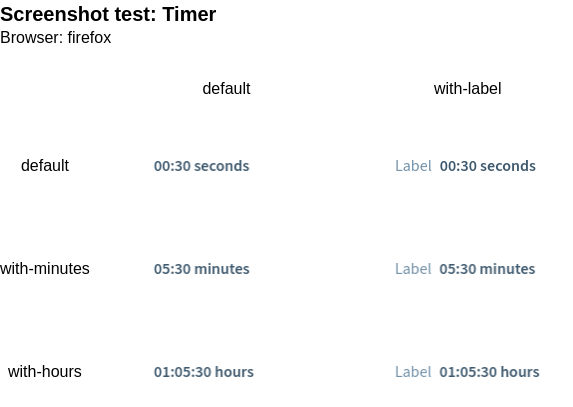 Screenshot test: Timer
Browser: firefox
default with-label
default 00:30 seconds Label 00:30 seconds
with-minutes 05:30 minutes Label 05:30 minutes
with-hours 01:05:30 hours Label 01:05:30 hours